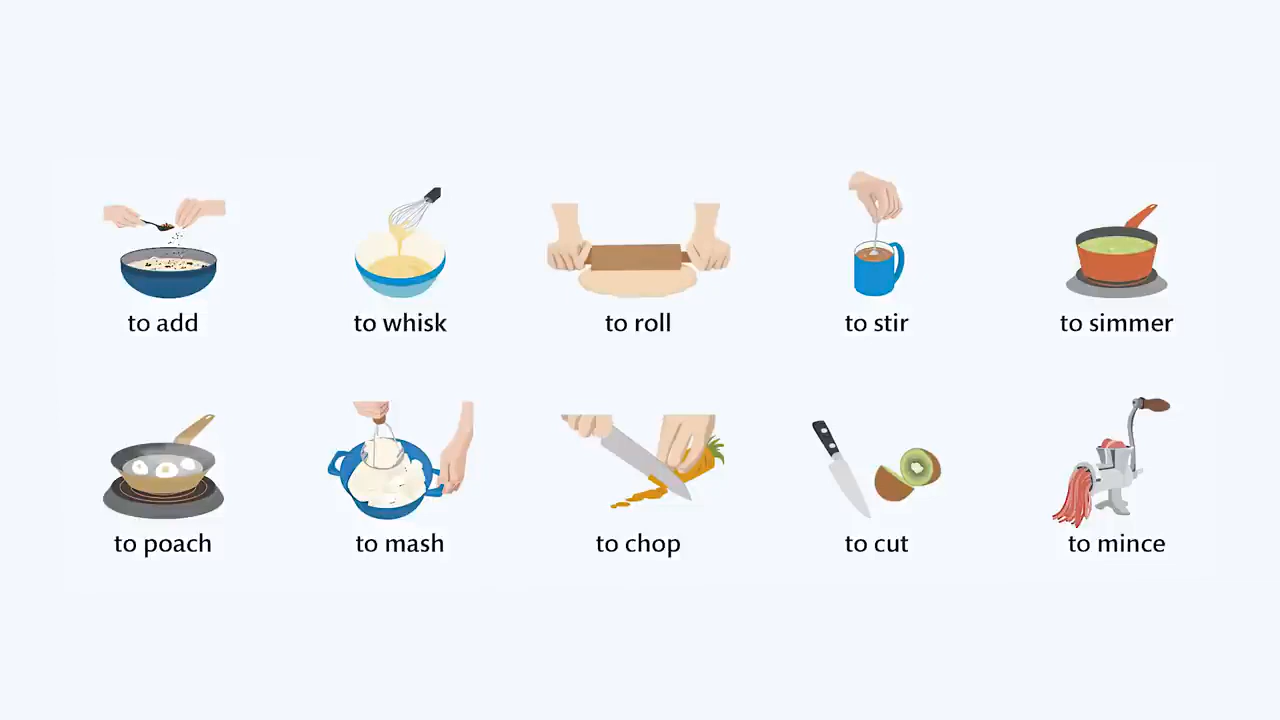 to add
to whisk
to roll
to stir
to simmer
to poach
to mash
to chop
to cut
to mince